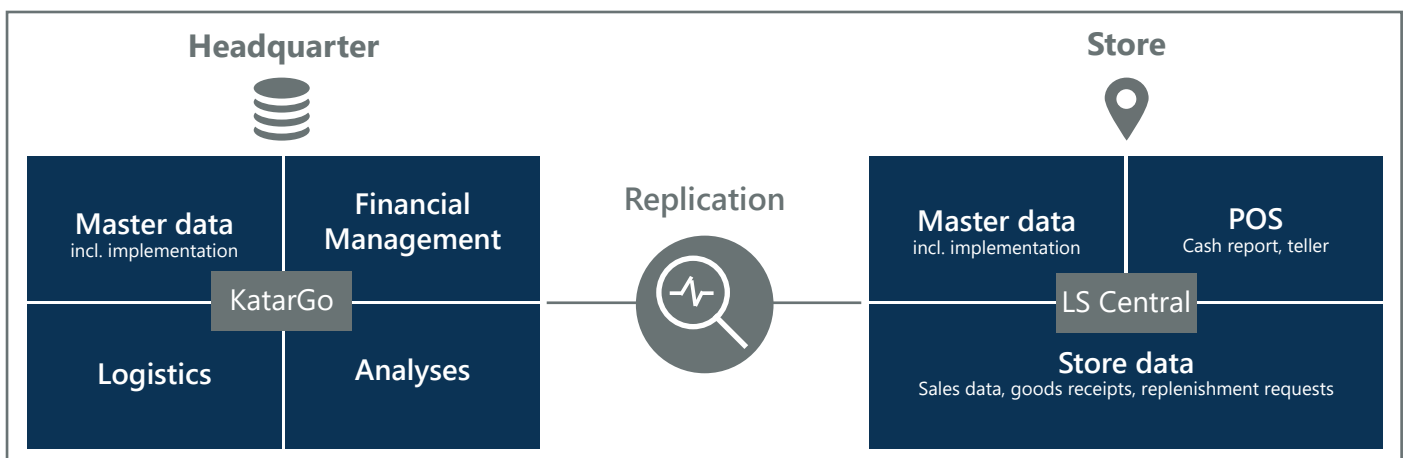 Headquarter
Master data
incl. implementation
Financial
Management
KatarGo
Logistics
Analyses
Replication
Store
Master data
incl. implementation
POS
Cash report, teller
LS Central
Store data
Sales data, goods receipts, replenishment requests